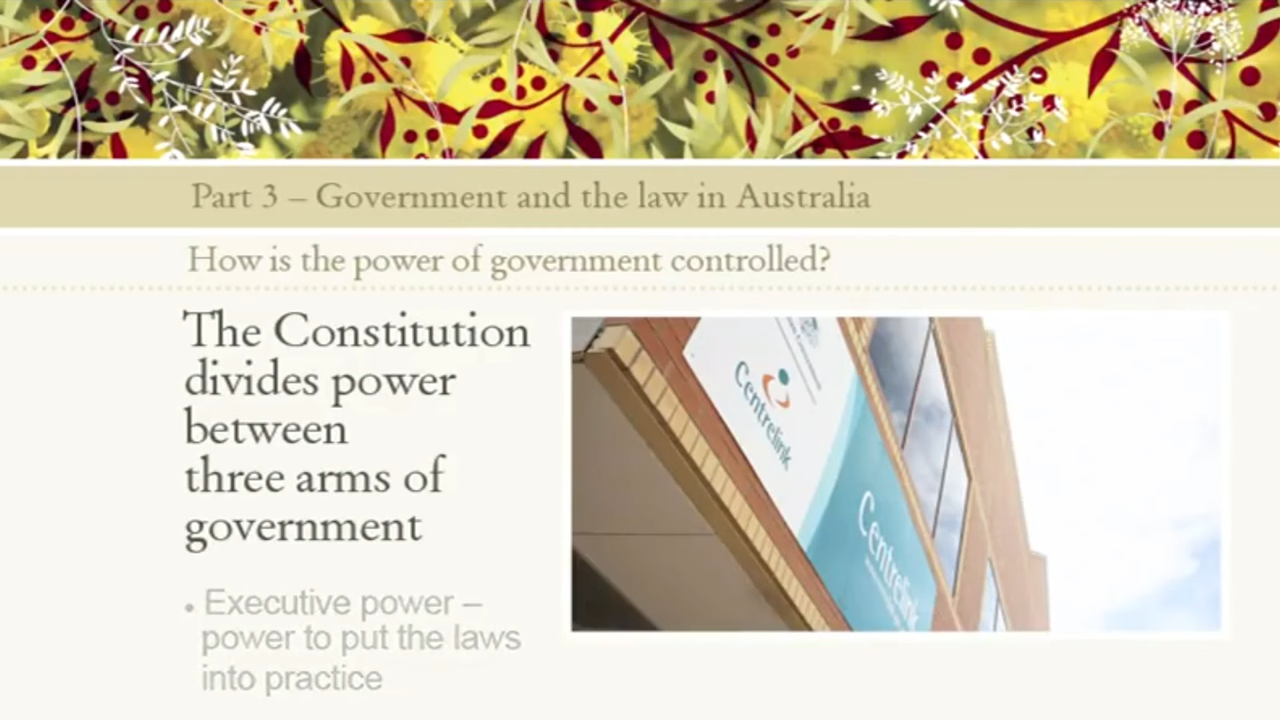 Part 3 – Government and the law in Australia
How is the power of government controlled?
The Constitution
divides power
between
three arms of
government
• Executive power –
power to put the laws
into practice
Centrelink
Centrelink